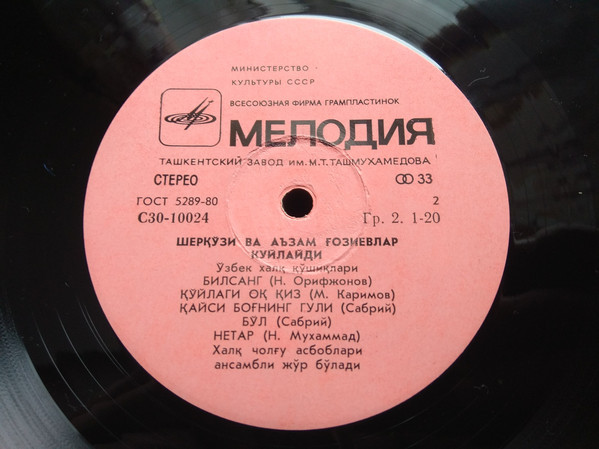 МИНИСТЕРСТВО
КУЛЬТУРЫ СССР
ВСЕСОЮЗНАЯ ФИРМА ГРАМПЛАСТИНОК
МЕЛОДИЯ
ТАШКЕНТСКИЙ ЗАВОД ИМ. М.Т. ТАШМУХАМЕДОВА
СТЕРЕО 33
ГОСТ 5289-80 2
С30-10024 Гр. 2. 1-20
ШЕРҚЎЗИ ВА АЪЗАМ ҒОЗИЕВЛАР
КУЙЛАЙДИ
Ўзбек халқ қўшиқлари
БИЛСАНГ (Н. Орифжонов)
ҚЎЙЛАГИ ОҚ ҚИЗ (М. Каримов)
ҚАЙСИ БОҒНИНГ ГУЛИ (Сабрий)
БЎЛ (Сабрий)
НЕТАР (Н. Мухаммад)
Халқ чолғу асбоблари
ансамбли жўр бўлади